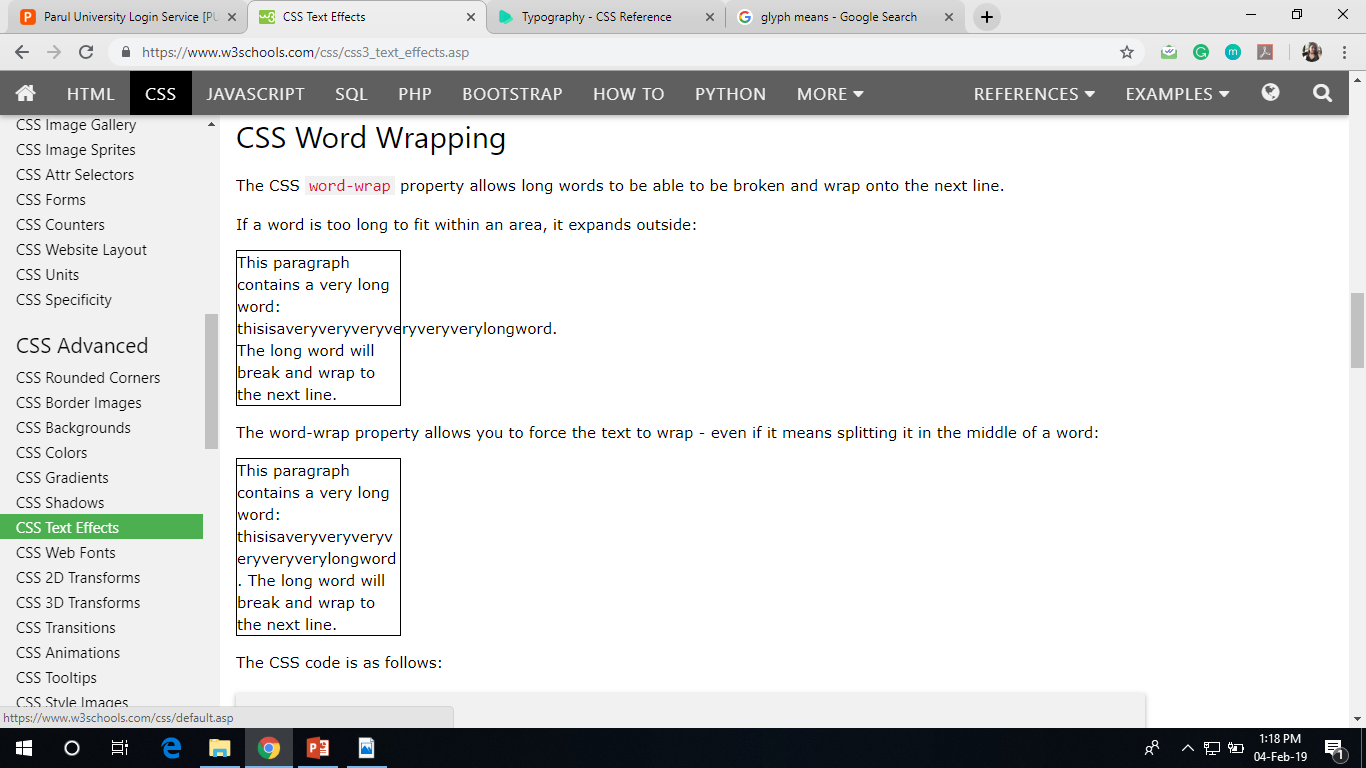 Parul University Login Service [PU
CSS Text Effects
Typography - CSS Reference
glyph means - Google Search
https://www.w3schools.com/css/css3_text_effects.asp
HTML CSS JAVASCRIPT SQL PHP BOOTSTRAP HOW TO PYTHON MORE REFERENCES EXAMPLES
CSS Image Gallery
CSS Image Sprites
CSS Attr Selectors
CSS Forms
CSS Counters
CSS Website Layout
CSS Units
CSS Specificity
CSS Advanced
CSS Rounded Corners
CSS Border Images
CSS Backgrounds
CSS Colors
CSS Gradients
CSS Shadows
CSS Text Effects
CSS Web Fonts
CSS 2D Transforms
CSS 3D Transforms
CSS Transitions
CSS Animations
CSS Tooltips
CSS Style Images
https://www.w3schools.com/css/default.asp
CSS Word Wrapping
The CSS word-wrap property allows long words to be able to be broken and wrap onto the next line.
If a word is too long to fit within an area, it expands outside:
This paragraph
contains a very long
word:
thisisaveryveryveryveryveryverylongword.
The long word will
break and wrap to
the next line.
The word-wrap property allows you to force the text to wrap - even if it means splitting it in the middle of a word:
This paragraph
contains a very long
word:
thisisaveryveryveryv
eryveryverylongword
. The long word will
break and wrap to
the next line.
The CSS code is as follows:
1:18 PM
04-Feb-19
1